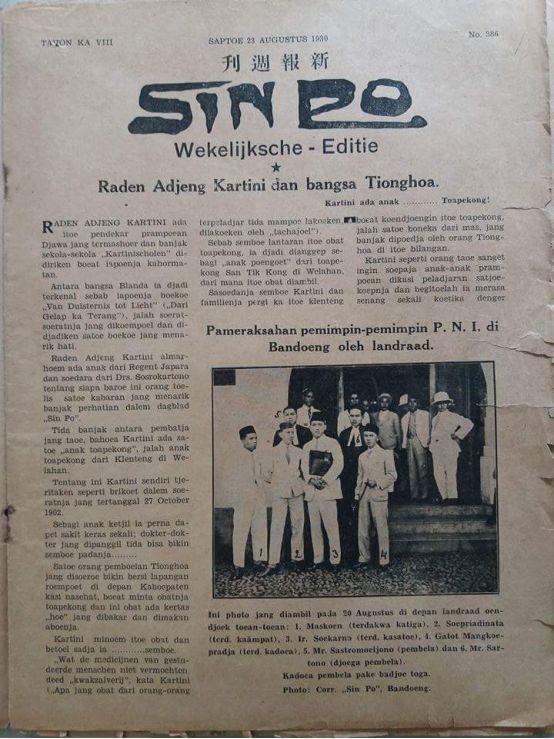 TAHON KA VIII
SAPTOE 23 AUGUSTUS 1930
No. 386
刊週報新
SIN PO
Wekelijksche - Editie
Raden Adjeng Kartini dan bangsa Tionghoa.
Kartini ada anak ............ Toapekong!
RADEN ADJENG KARTINI ada
itoe pendekar prampoean
Djawa jang termashoer dan banjak
sekola-sekola „Kartinischolen" di-
diriken boeat iapoenja kahorma-
tan.
Antara bangsa Blanda ia djadi
terkenal sebab iapoenja boekoe
„Van Duisternis tot Licht" („Dari
Gelap ka Terang"), jalah soerat-
soeratnja jang dikoempoel dan di-
djadiken satoe boekoe jang mena-
rik hati.
Raden Adjeng Kartini almar-
hoem ada anak dari Regent Japara
dan soedara dari Drs. Sosrokartono
tentang siapa baroe ini orang toe-
lis satoe kabaran jang menarik
banjak perhatian dalem dagblad
„Sin Po".
Tida banjak antara pembatja
jang taoe, bahoea Kartini ada sa-
toe „anak toapekong", jalah anak
toapekong dari Klenteng di We-
lahan.
Tentang ini Kartini sendiri tje-
ritaken seperti brikoet dalem soe-
ratnja jang tertanggal 27 October
1902.
Sebagi anak ketjil ia perna da-
pet sakit keras sekali; dokter-dok-
ter jang dipanggil tida bisa bikin
semboe padanja.........
Satoe orang pemboeian Tionghoa
jang disoeroe bikin bersi lapangan
roempoet di depan Kaboepaten
kasi nasehat, boeat minta obatnja
toapekong dan ini obat ada kertas
„hoe" jang dibakar dan dimakan
aboenja.
Kartini minoem itoe obat dan
betoel sadja ia ............semboe.
„Wat de medicijnen van gestu-
deerde menschen niet vermochten,
deed „kwakzalverij", kata Kartini
(„Apa jang obat dari orang-orang
terpeladjar tida mampoe lakoeken,
dilakoeken oleh „tachajoel").
Sebab semboe lantaran itoe obat
toapekong, ia djadi dianggep se-
bagi „anak poengoet" dari toape-
kong San Tik Kong di Welahan,
dari mana itoe obat diambil.
Sasoedanja semboe Kartini dan
familienja pergi ka itoe klenteng
boeat koendjoengin itoe toapekong,
jalah satoe boneka dari mas, jang
banjak dipoedja oleh orang Tiong-
hoa di itoe bilangan.
Kartini seperti orang taoe sanget
ingin soepaja anak-anak pram-
poean dikasi peladjaran satjoe-
koepnja dan begitoelah ia merasa
senang sekali koetika denger
Pameraksahan pemimpin-pemimpin P. N. I. di
Bandoeng oleh landraad.
5
6
1
2
3
4
Ini photo jang diambil pada 20 Augustus di depan landraad oen-
djoek toean-toean: 1, Maskoen (terdakwa katiga), 2. Soepriadinata
(terd. kaämpat), 3. Ir. Soekarna (terd. kasatoe), 4. Gatot Mangkoe-
pradja (terd. kadoea), 5. Mr. Sastromoeljono (pembela) dan 6. Mr. Sar-
tono (djoega pembela).
Kadoea pembela pake badjoe toga.
Photo: Corr. „Sin Po", Bandoeng.